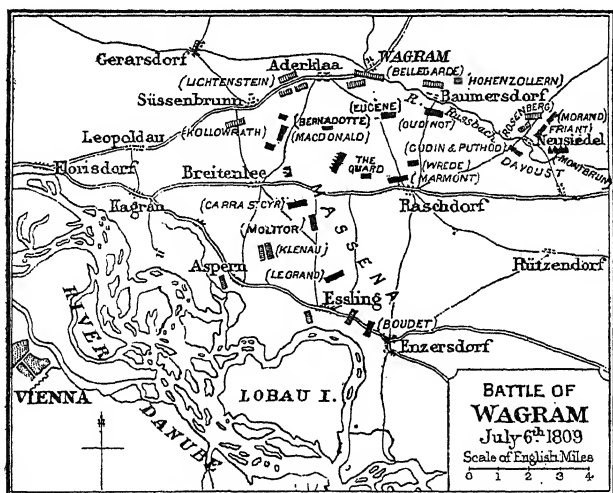 Gerarsdorf
Aderklaa
WAGRAM
(LICHTENSTEIN)
(BELLEGARDE)
(HOHENZOLLERN)
Süssenbrunn
Baumersdorf
(KOLLOWRATH)
(BERNADOTTE)
(MACDONALD)
(EUGENE)
R. Russbach
(OUDINOT)
ROSENBERG)
(MORAND
FRIANT)
Neusiedel
Leopoldau
(GUDIN & PUTHOD)
DAVOUST
(MONTBRUN)
THE
GUARD
(WREDE)
(MARMONT)
Florisdorf
Breitenlee
Kagran
Raschdorf
(CARRA ST CYR)
MASSENA
MOLITOR)
(KLENAU)
Aspern
(LEGRAND)
Rützendorf
Essling
(BOUDET)
Enzersdorf
RIVER
DANUBE
VIENNA
LOBAU I.
BATTLE OF
WAGRAM
July 6th 1809
Scale of English Miles
0 1 2 3 4